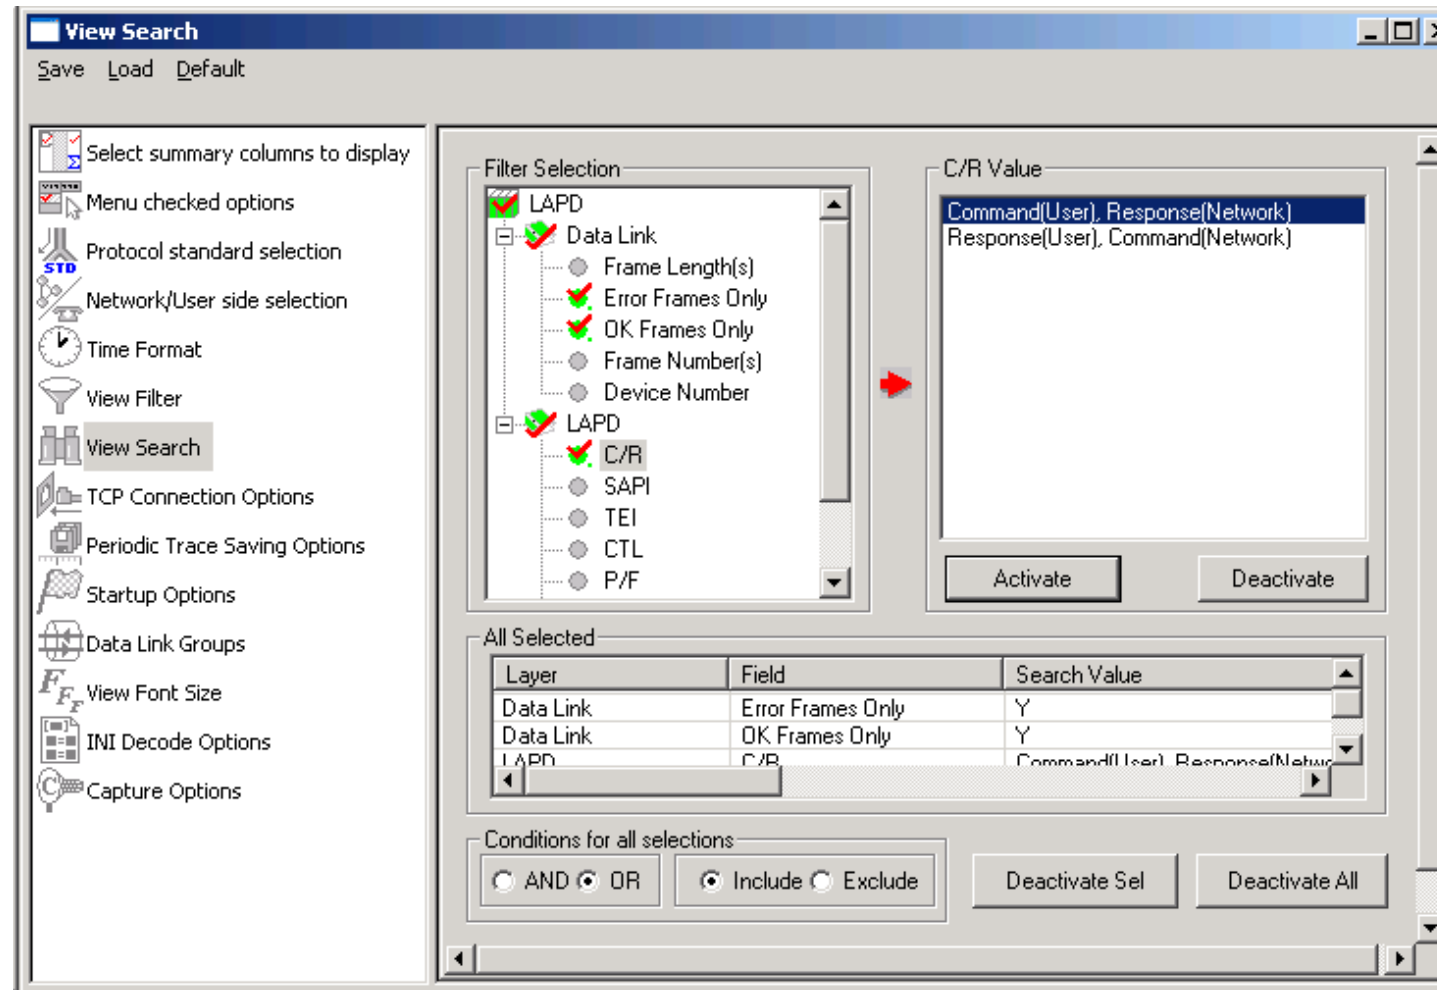 View Search
Save Load Default
Select summary columns to display
Menu checked options
Protocol standard selection
STD
Network/User side selection
Time Format
View Filter
View Search
TCP Connection Options
Periodic Trace Saving Options
Startup Options
Data Link Groups
View Font Size
INI Decode Options
Capture Options
Filter Selection
LAPD
Data Link
Frame Length(s)
Error Frames Only
OK Frames Only
Frame Number(s)
Device Number
LAPD
C/R
SAPI
TEI
CTL
P/F
C/R Value
Command(User), Response(Network)
Response(User), Command(Network)
Activate Deactivate
All Selected
Layer Field Search Value
Data Link Error Frames Only Y
Data Link OK Frames Only Y
LAPD C/R Command(User), Response(Netwo
Conditions for all selections
AND OR Include Exclude Deactivate Sel Deactivate All